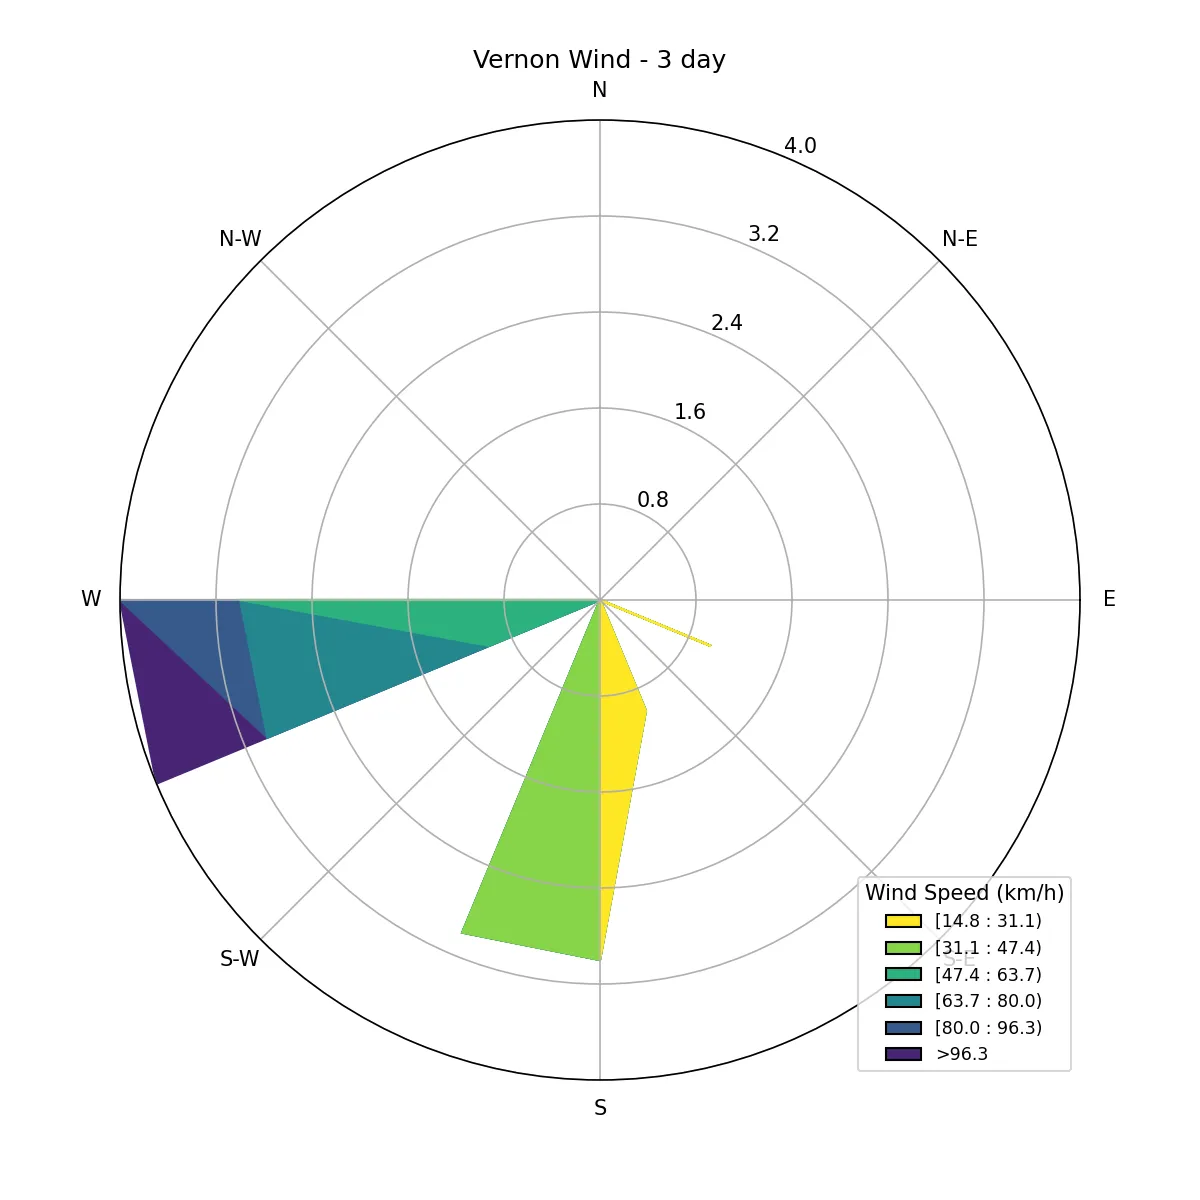 Vernon Wind - 3 day
N
4.0
N-W
3.2
N-E
2.4
1.6
0.8
W
E
S-W
S-E
Wind Speed (km/h)
[14.8 : 31.1)
[31.1 : 47.4)
[47.4 : 63.7)
[63.7 : 80.0)
[80.0 : 96.3)
>96.3
S